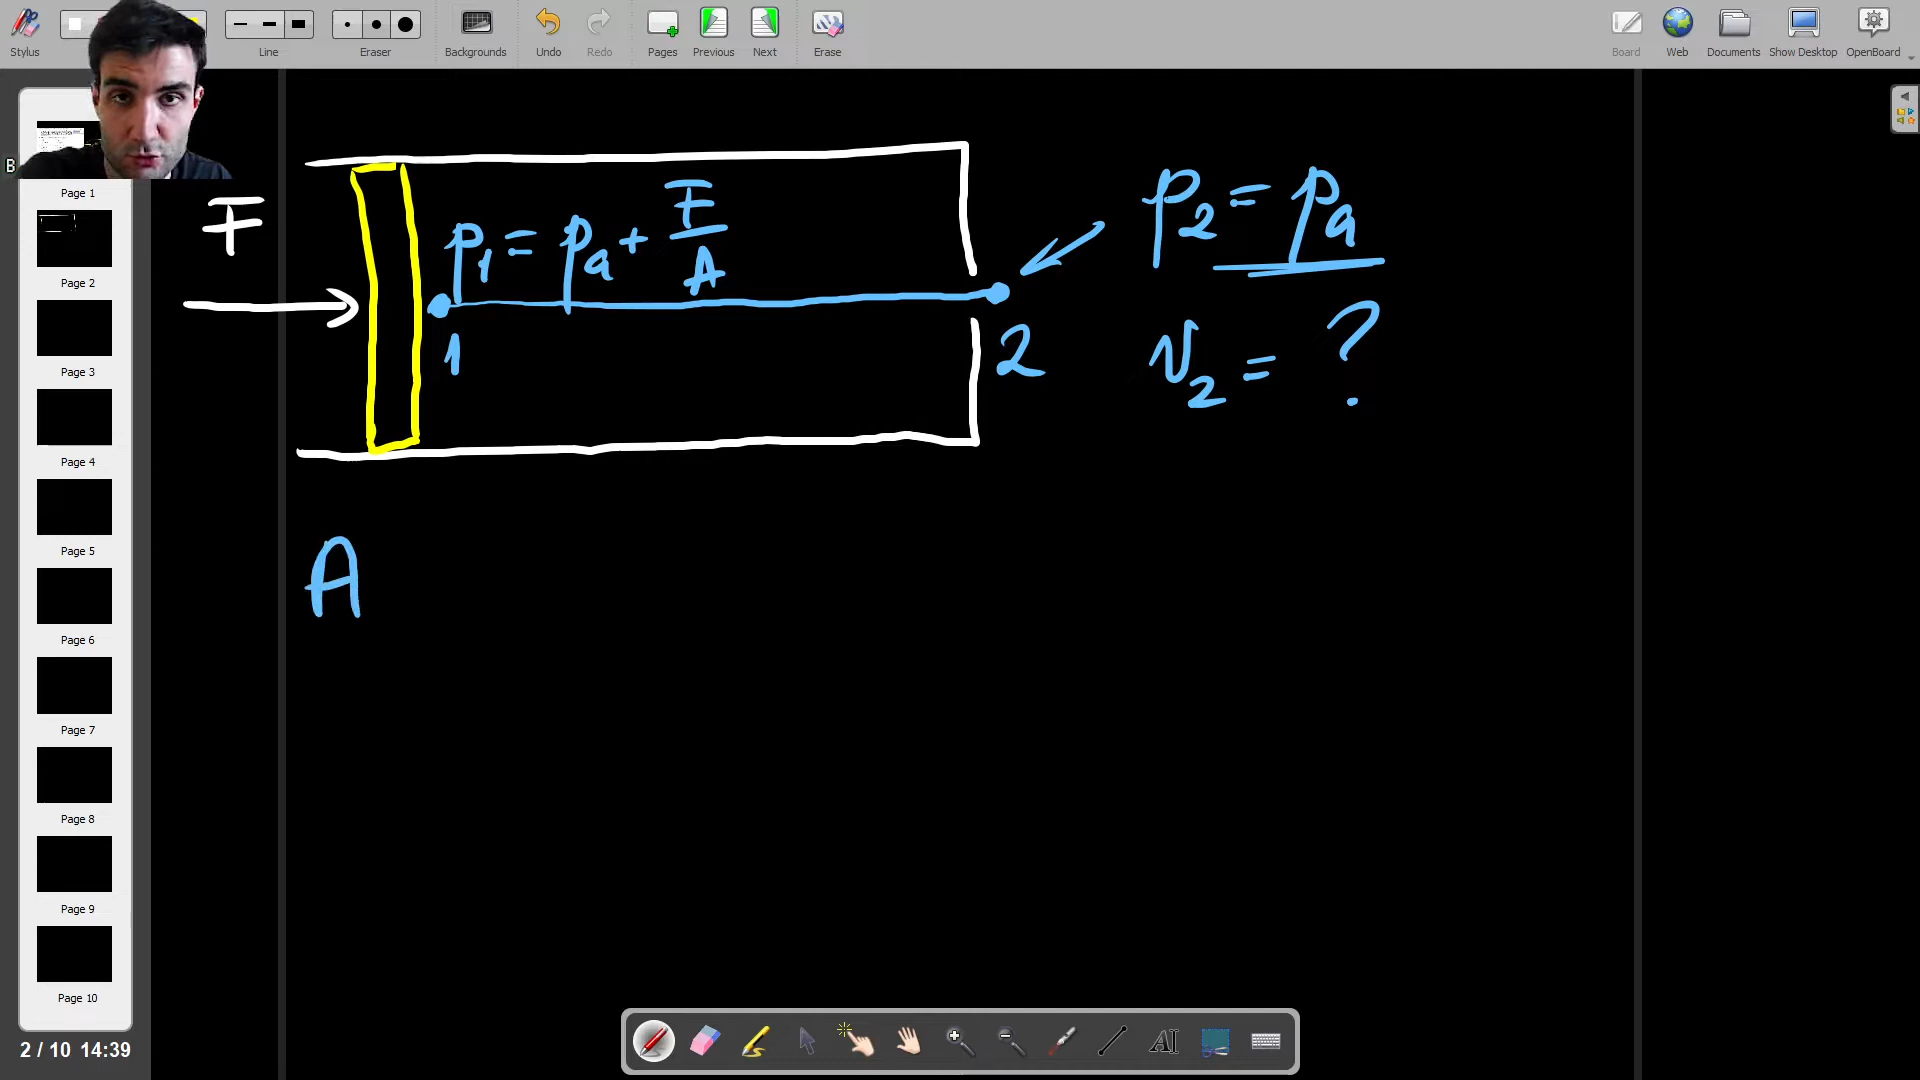 Stylus
Line
Eraser
Backgrounds
Undo
Redo
Pages
Previous
Next
Erase
Board
Web
Documents
Show Desktop
OpenBoard
B
Page 1
Page 2
Page 3
Page 4
Page 5
Page 6
Page 7
Page 8
Page 9
Page 10
2 / 10 14:39
F
p₁ = pₐ + F/A
p₂ = pₐ
1
2
v₂ = ?
A
AI